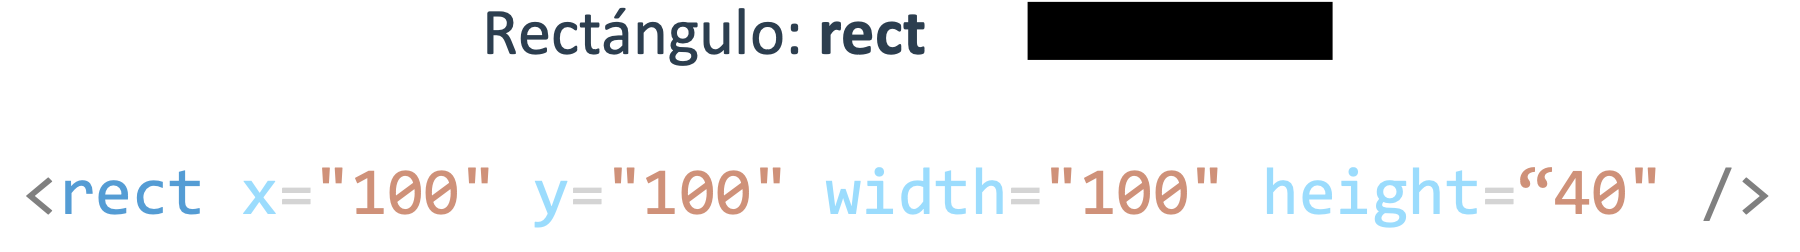 Rectángulo: rect
<rect x="100" y="100" width="100" height=“40" />